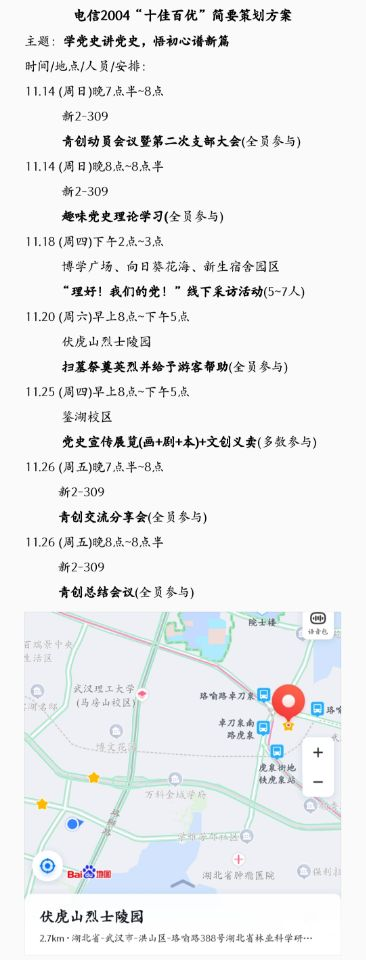 电信2004“十佳百优”简要策划方案
主题：学党史讲党史，悟初心谱新篇
时间/地点/人员/安排：
11.14 (周日)晚7点半~8点
新2-309
青创动员会议暨第二次支部大会(全员参与)
11.14 (周日)晚8点~8点半
新2-309
趣味党史理论学习(全员参与)
11.18 (周四)下午2点~3点
博学广场、向日葵花海、新生宿舍园区
“理好！我们的党！”线下采访活动(5~7人)
11.20 (周六)早上8点~下午5点
伏虎山烈士陵园
扫墓祭奠英烈并给予游客帮助(全员参与)
11.25 (周四)早上8点~下午5点
鉴湖校区
党史宣传展览(画+剧+本)+文创义卖(多数参与)
11.26 (周五)晚7点半~8点
新2-309
青创交流分享会(全员参与)
11.26 (周五)晚8点~8点半
新2-309
青创总结会议(全员参与)
院士楼
语音包
百瑞景中央
生活区
武汉理工大学
(马房山校区)
珞喻路卓刀泉
珞喻
湖名邸
卓刀泉南
路虎泉
博文花园
虎泉街地
铁虎泉站
万科金域学府
湖北省肿瘤医院
保利拉
Bai地图
伏虎山烈士陵园
2.7km·湖北省-武汉市-洪山区-珞喻路388号湖北省林业科学研…